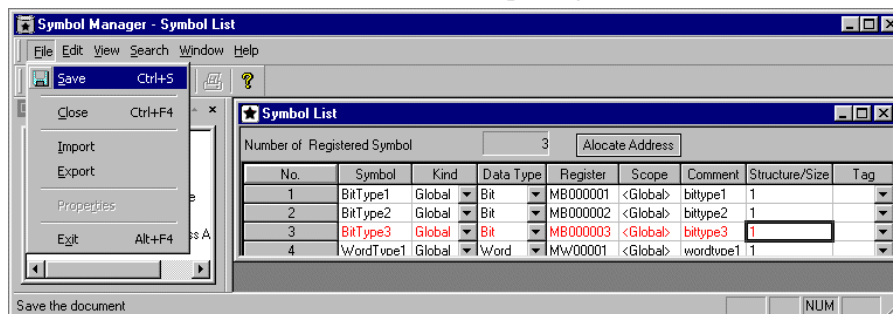 Symbol Manager - Symbol List
File Edit View Search Window Help
Save Ctrl+S
Close Ctrl+F4
Import
Export
Properties
Exit Alt+F4
ss A
Symbol List
Number of Registered Symbol 3 Alocate Address
No. Symbol Kind Data Type Register Scope Comment Structure/Size Tag
1 BitType1 Global Bit MB000001 <Global> bittype1 1
2 BitType2 Global Bit MB000002 <Global> bittype2 1
3 BitType3 Global Bit MB000003 <Global> bittype3 1
4 WordType1 Global Word MW00001 <Global> wordtype1 1
Save the document NUM